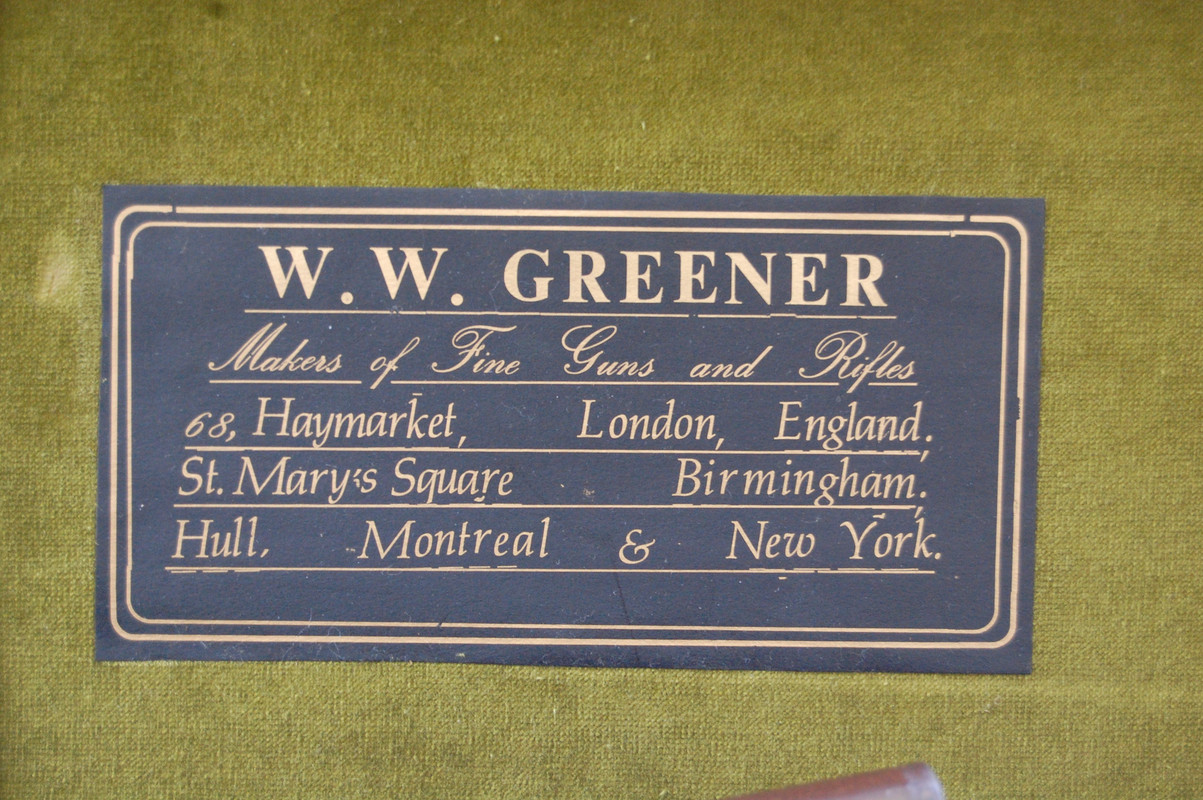 W. W. GREENER
Makers of Fine Guns and Rifles
68, Haymarket, London, England.
St. Mary's Square Birmingham.
Hull, Montreal & New York.